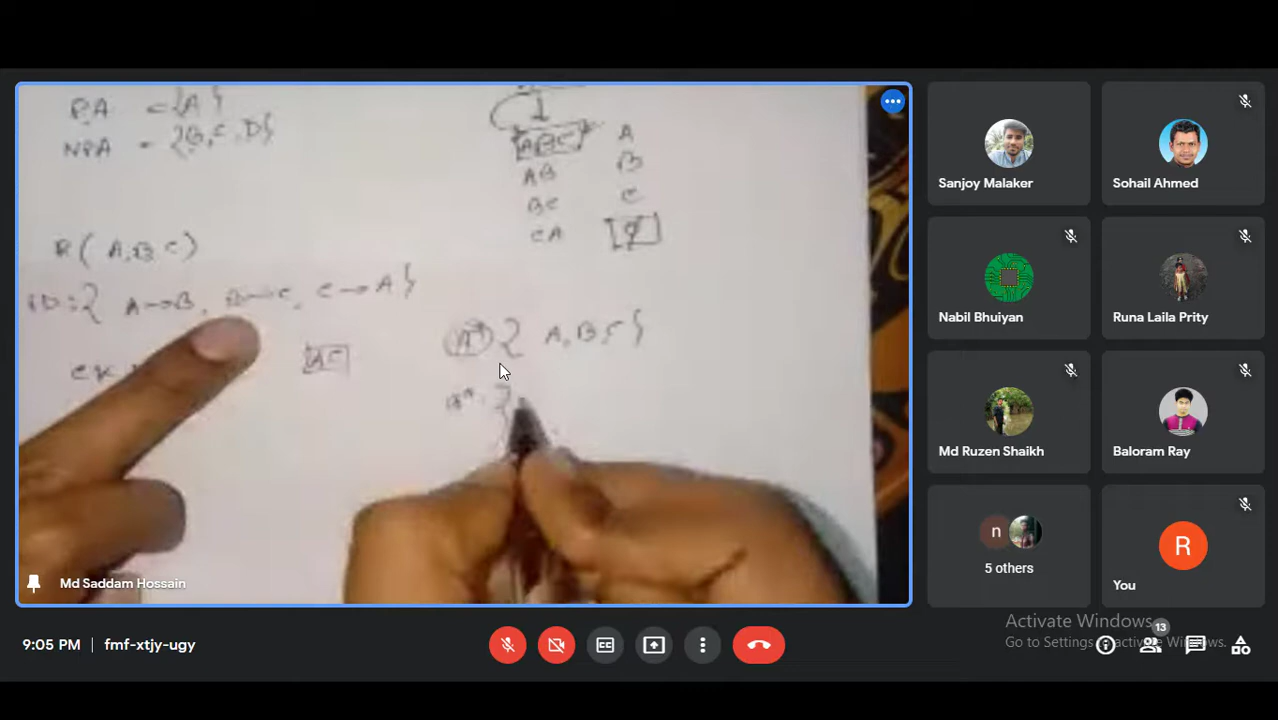 PA = {A}
NPA = {B,C,D}
ABC A
AB B
BC C
CA φ
R(A,B,C)
FD:{ A→B, B→C, C→A}
A+ { A,B,C }
CK
AC
B+ : {
Md Saddam Hossain
Sanjoy Malaker
Sohail Ahmed
Nabil Bhuiyan
Runa Laila Prity
Md Ruzen Shaikh
Baloram Ray
n
5 others
R
You
9:05 PM | fmf-xtjy-ugy
CC
13
Activate Windows
Go to Settings to activate Windows.